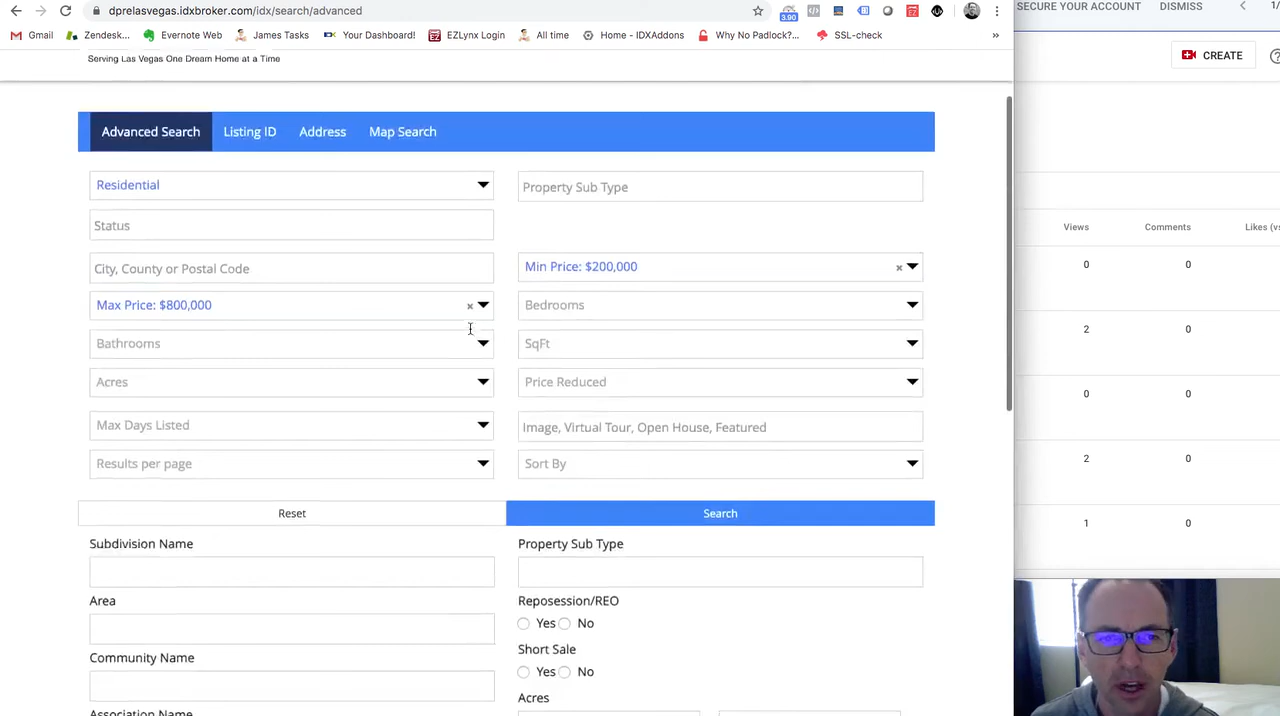 dprelasvegas.idxbroker.com/idx/search/advanced
3.90
SECURE YOUR ACCOUNT DISMISS
Gmail Zendesk... Evernote Web James Tasks Your Dashboard! EZLynx Login All time Home - IDXAddons Why No Padlock?... SSL-check »
CREATE
Serving Las Vegas One Dream Home at a Time
Advanced Search Listing ID Address Map Search
Residential
Property Sub Type
Status
Views Comments Likes (vs
City, County or Postal Code
Min Price: $200,000
0 0
Max Price: $800,000
Bedrooms
Bathrooms
SqFt
2 0
Acres
Price Reduced
0 0
Max Days Listed
Image, Virtual Tour, Open House, Featured
Results per page
Sort By
2 0
Reset
Search
1 0
Subdivision Name
Property Sub Type
Area
Reposession/REO
Yes No
Community Name
Short Sale
Yes No
Acres
Association Name